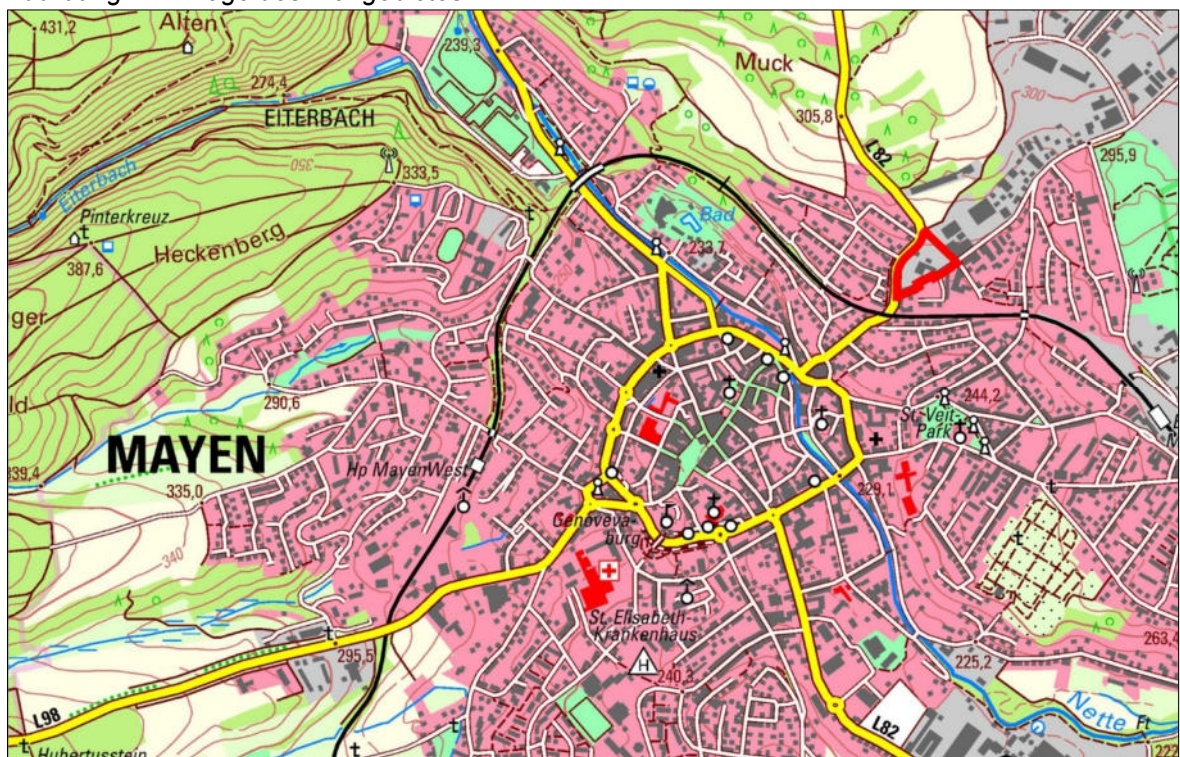 431,2
Alten
239,3
274,4
EITERBACH
Muck
300
305,8
L82
295,9
Eiterbach
350
333,5
Pinterkreuz
Heckenberg
387,6
Bad
233,7
250
ger
290,6
ld
MAYEN
339,4
335,0
Hp MayenWest
244,2
St.-Veit-
Park
229,1
Genoveva-
burg
340
St. Elisabeth-
Krankenhaus
H
240,3
263,4
295,5
225,2
L98
L82
Nette
Ft
Hubertusstein
222